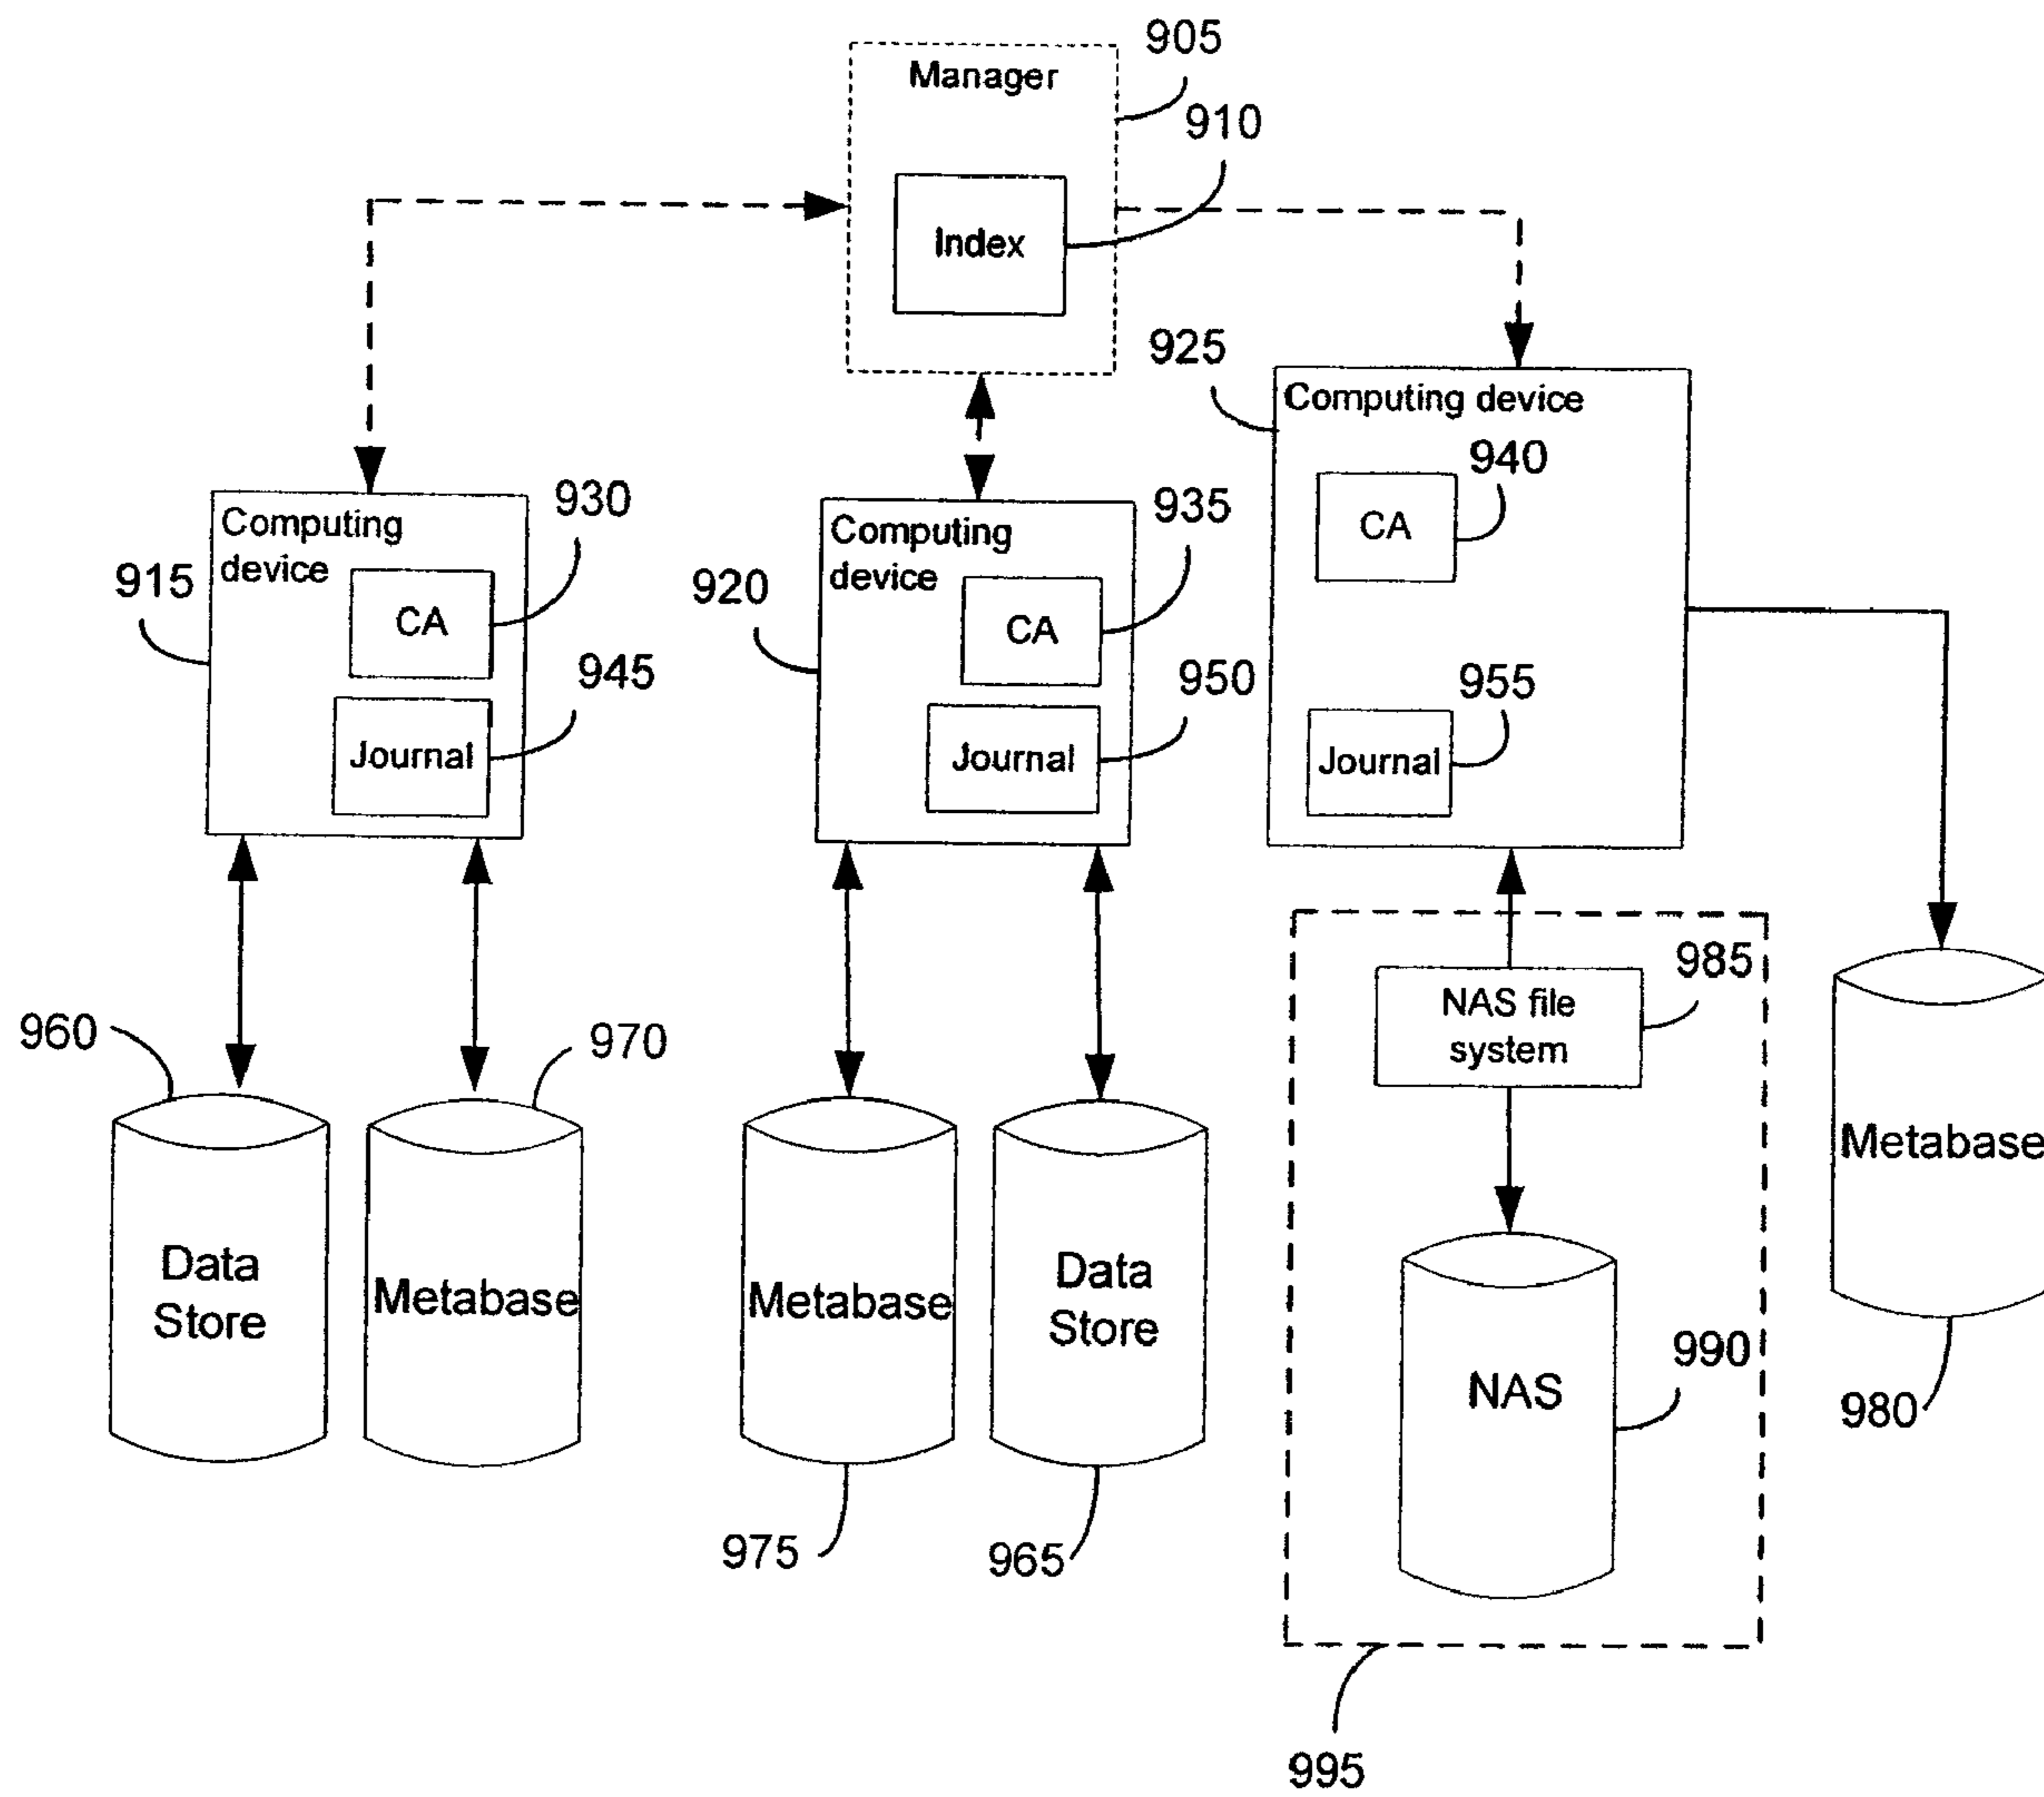 905
Manager
910
Index
925
Computing device
940
CA
930
Computing
device
935
Computing
device
915
CA
920
CA
945
950
955
Journal
Journal
Journal
985
NAS file
system
960
970
Metabase
Data
Store
Metabase
Metabase
Data
Store
990
NAS
980
975
965
995